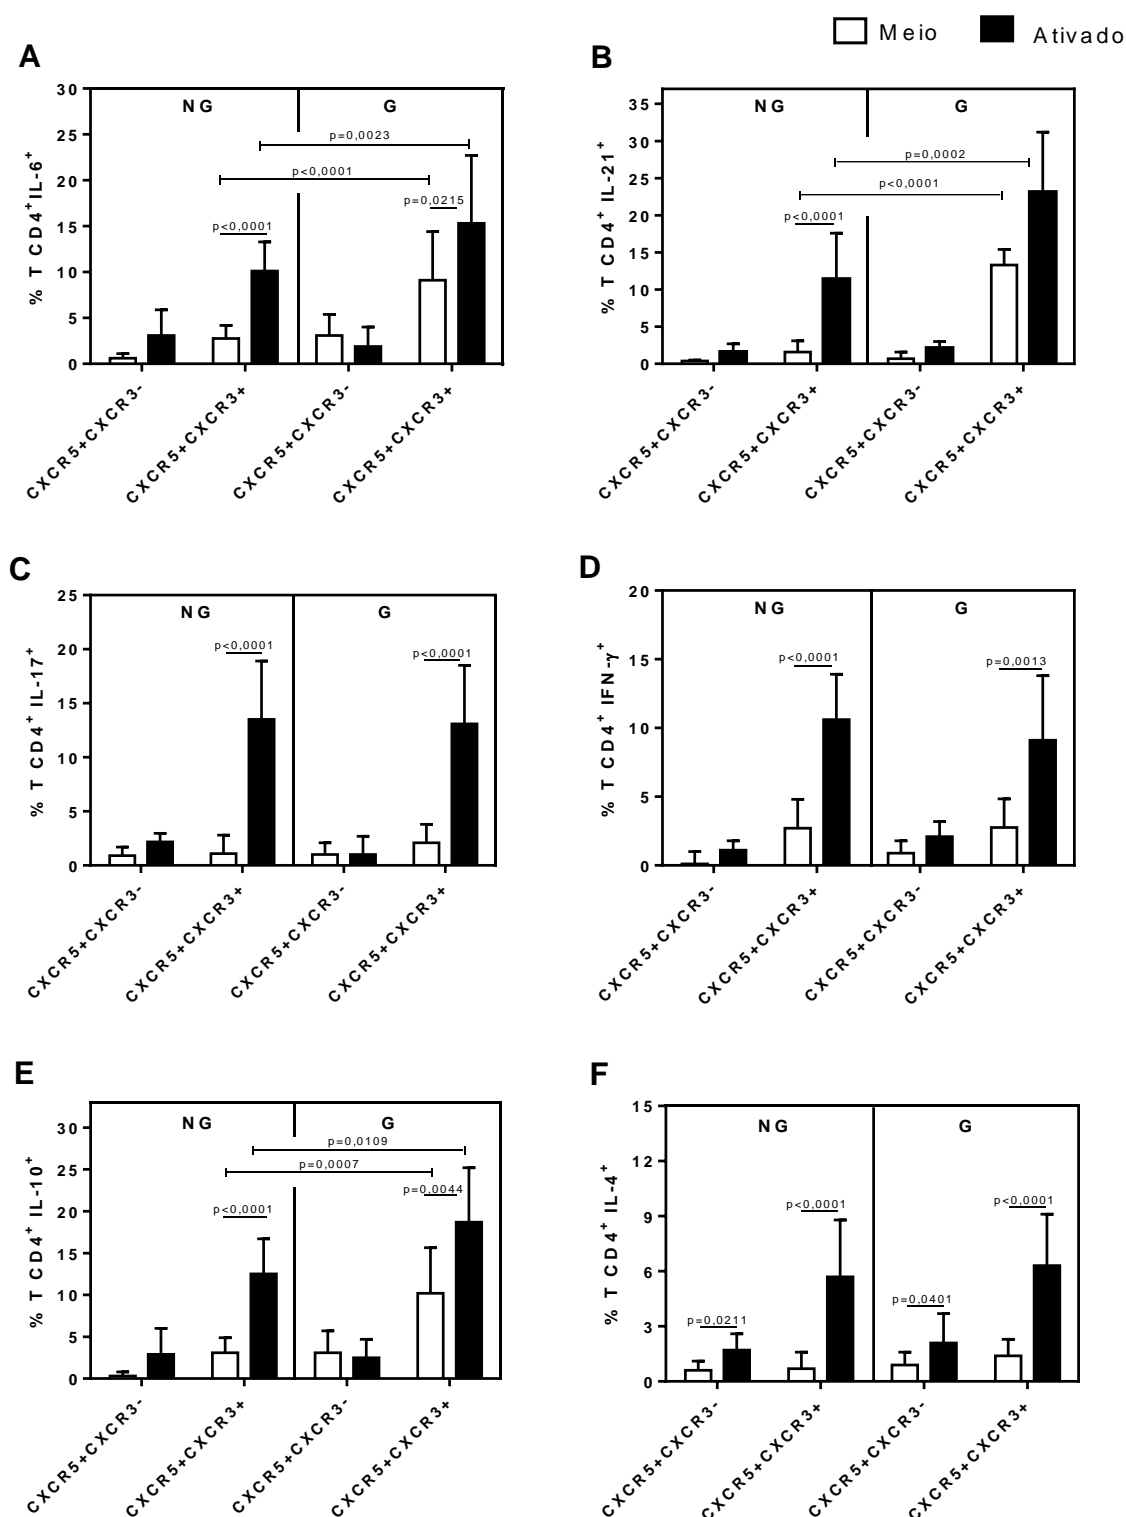 Meio Ativado
A
% T CD4+IL-6+
30
25
20
15
10
5
0
NG G
p=0,0023
p<0,0001
p=0,0215
p<0,0001
CXCR5+CXCR3-
CXCR5+CXCR3+
CXCR5+CXCR3-
CXCR5+CXCR3+
B
% T CD4+ IL-21+
35
30
25
20
15
10
5
0
NG G
p=0,0002
p<0,0001
p<0,0001
CXCR5+CXCR3-
CXCR5+CXCR3+
CXCR5+CXCR3-
CXCR5+CXCR3+
C
% T CD4+ IL-17+
25
20
15
10
5
0
NG G
p<0,0001
p<0,0001
CXCR5+CXCR3-
CXCR5+CXCR3+
CXCR5+CXCR3-
CXCR5+CXCR3+
D
% T CD4+ IFN-γ+
20
15
10
5
0
NG G
p<0,0001
p=0,0013
CXCR5+CXCR3-
CXCR5+CXCR3+
CXCR5+CXCR3-
CXCR5+CXCR3+
E
% T CD4+ IL-10+
30
25
20
15
10
5
0
NG G
p=0,0109
p=0,0007
p=0,0044
p<0,0001
CXCR5+CXCR3-
CXCR5+CXCR3+
CXCR5+CXCR3-
CXCR5+CXCR3+
F
% T CD4+ IL-4+
15
12
9
6
3
0
NG G
p<0,0001
p<0,0001
p=0,0401
p=0,0211
CXCR5+CXCR3-
CXCR5+CXCR3+
CXCR5+CXCR3-
CXCR5+CXCR3+